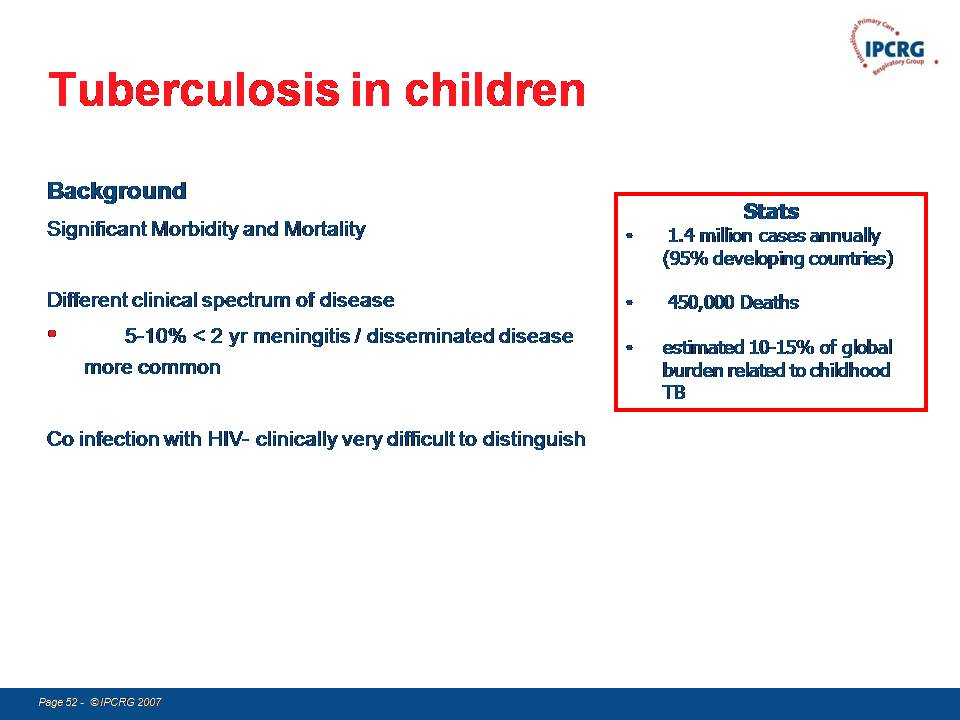 International Primary Care
IPCRG
Respiratory Group
Tuberculosis in children
Background
Significant Morbidity and Mortality
Different clinical spectrum of disease
• 5-10% < 2 yr meningitis / disseminated disease
more common
Co infection with HIV- clinically very difficult to distinguish
Stats
• 1.4 million cases annually
(95% developing countries)
• 450,000 Deaths
• estimated 10-15% of global
burden related to childhood
TB
Page 52 - © IPCRG 2007